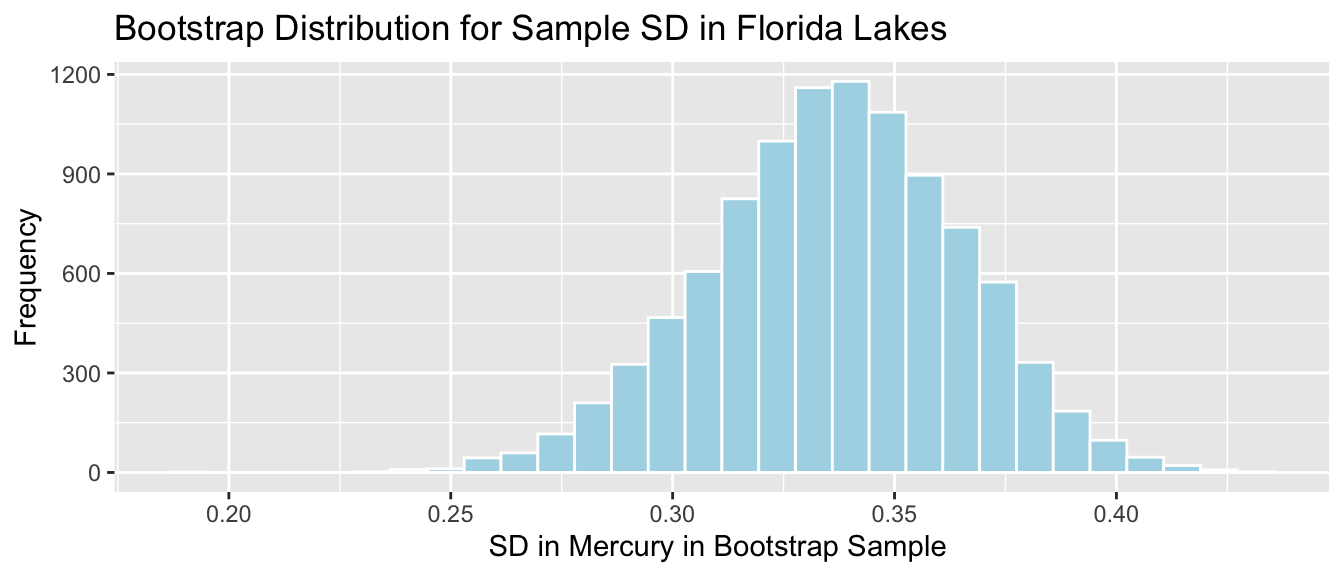 Bootstrap Distribution for Sample SD in Florida Lakes
1200
900
600
300
0
Frequency
0.20 0.25 0.30 0.35 0.40
SD in Mercury in Bootstrap Sample